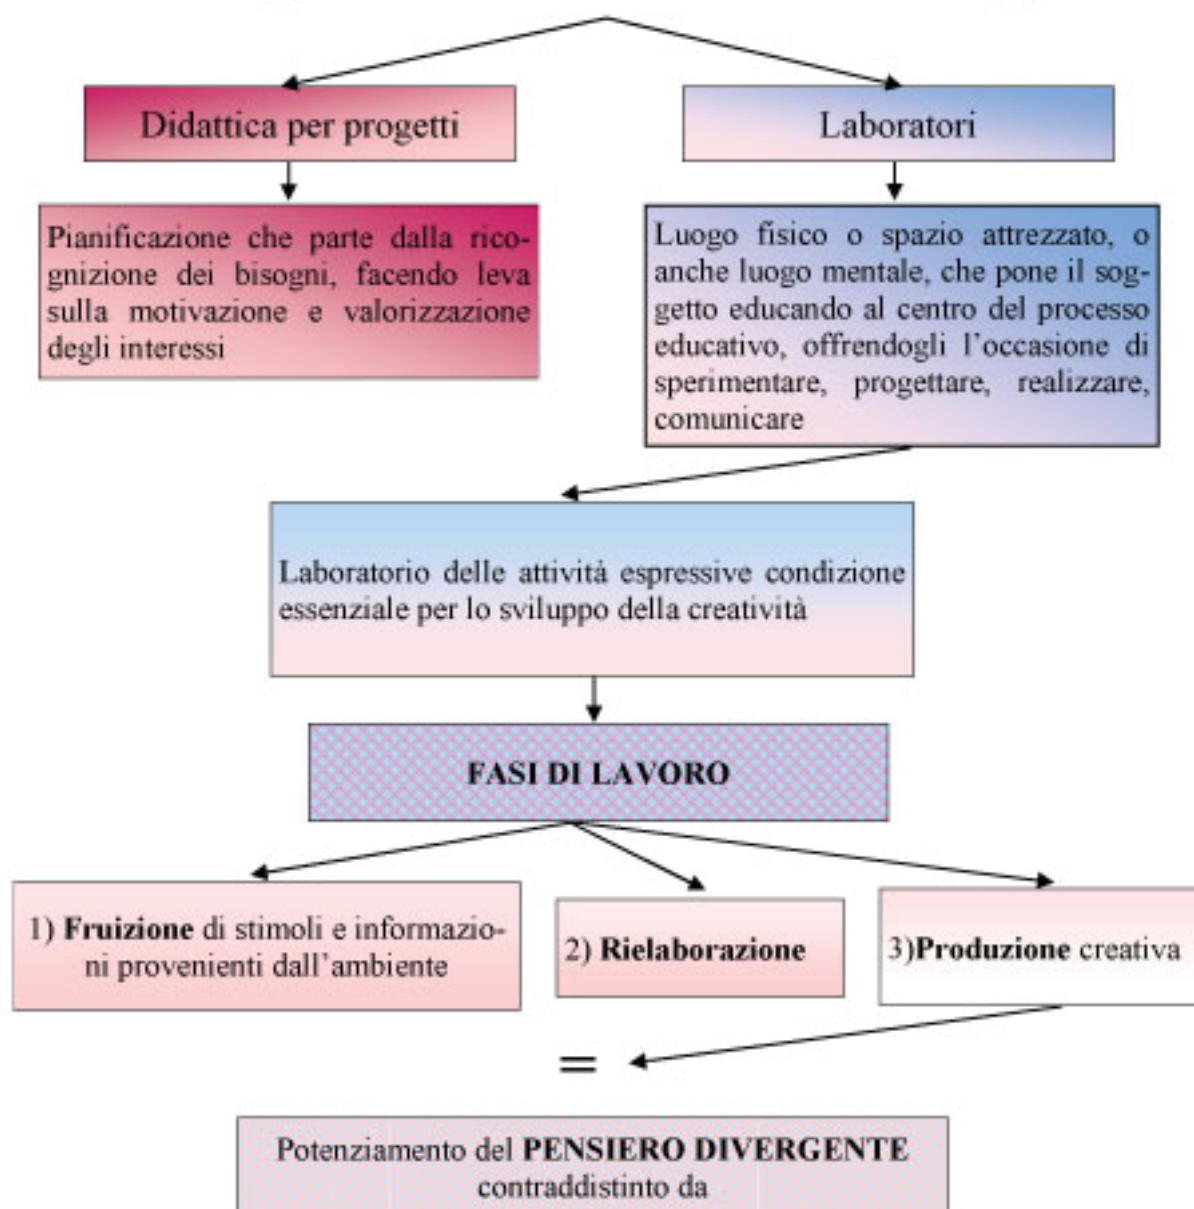 Didattica per progetti
Laboratori
Pianificazione che parte dalla rico-
gnizione dei bisogni, facendo leva
sulla motivazione e valorizzazione
degli interessi
Luogo fisico o spazio attrezzato, o
anche luogo mentale, che pone il sog-
getto educando al centro del processo
educativo, offrendogli l'occasione di
sperimentare, progettare, realizzare,
comunicare
Laboratorio delle attività espressive condizione
essenziale per lo sviluppo della creatività
FASI DI LAVORO
1) Fruizione di stimoli e informazio-
ni provenienti dall'ambiente
2) Rielaborazione
3)Produzione creativa
=
Potenziamento del PENSIERO DIVERGENTE
contraddistinto da